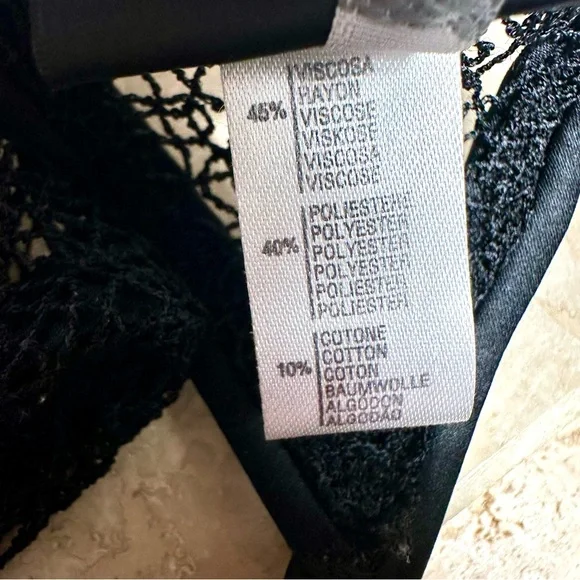 VISCOSA
RAYON
45% VISCOSE
VISKOSE
VISCOSA
VISCOSE
POLIESTERE
POLYESTER
40% POLYESTER
POLYESTER
POLIESTER
POLIESTER
COTONE
COTTON
10% COTON
BAUMWOLLE
ALGODON
ALGODAO